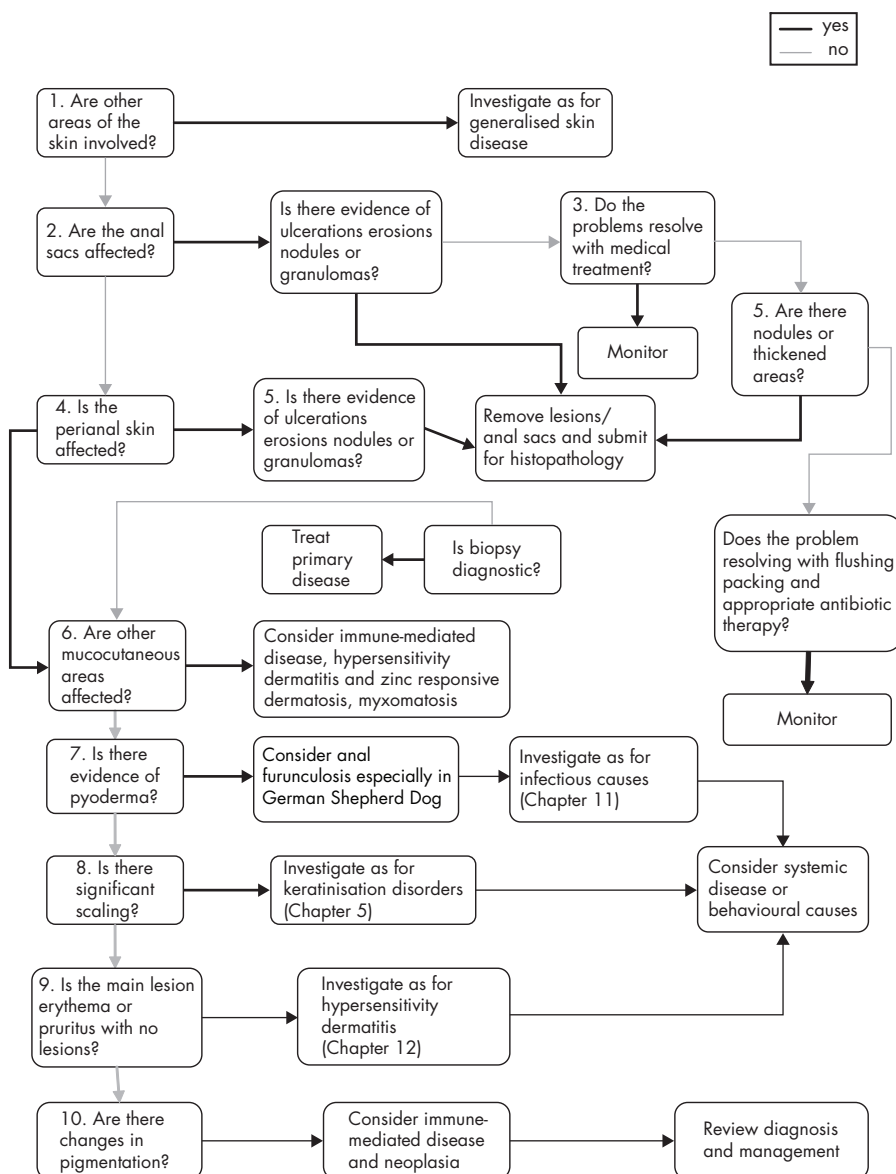 yes
no
1. Are other
areas of the
skin involved?
Investigate as for
generalised skin
disease
2. Are the anal
sacs affected?
Is there evidence of
ulcerations erosions
nodules or
granulomas?
3. Do the
problems resolve
with medical
treatment?
Monitor
5. Are there
nodules or
thickened
areas?
4. Is the
perianal skin
affected?
5. Is there evidence
of ulcerations
erosions nodules or
granulomas?
Remove lesions/
anal sacs and submit
for histopathology
Treat
primary
disease
Is biopsy
diagnostic?
Does the problem
resolving with flushing
packing and
appropriate antibiotic
therapy?
Monitor
6. Are other
mucocutaneous
areas
affected?
Consider immune-mediated
disease, hypersensitivity
dermatitis and zinc responsive
dermatosis, myxomatosis
7. Is there
evidence of
pyoderma?
Consider anal
furunculosis especially in
German Shepherd Dog
Investigate as for
infectious causes
(Chapter 11)
8. Is there
significant
scaling?
Investigate as for
keratinisation disorders
(Chapter 5)
Consider systemic
disease or
behavioural causes
9. Is the main lesion
erythema or
pruritus with no
lesions?
Investigate as for
hypersensitivity
dermatitis
(Chapter 12)
10. Are there
changes in
pigmentation?
Consider immune-
mediated disease
and neoplasia
Review diagnosis
and management